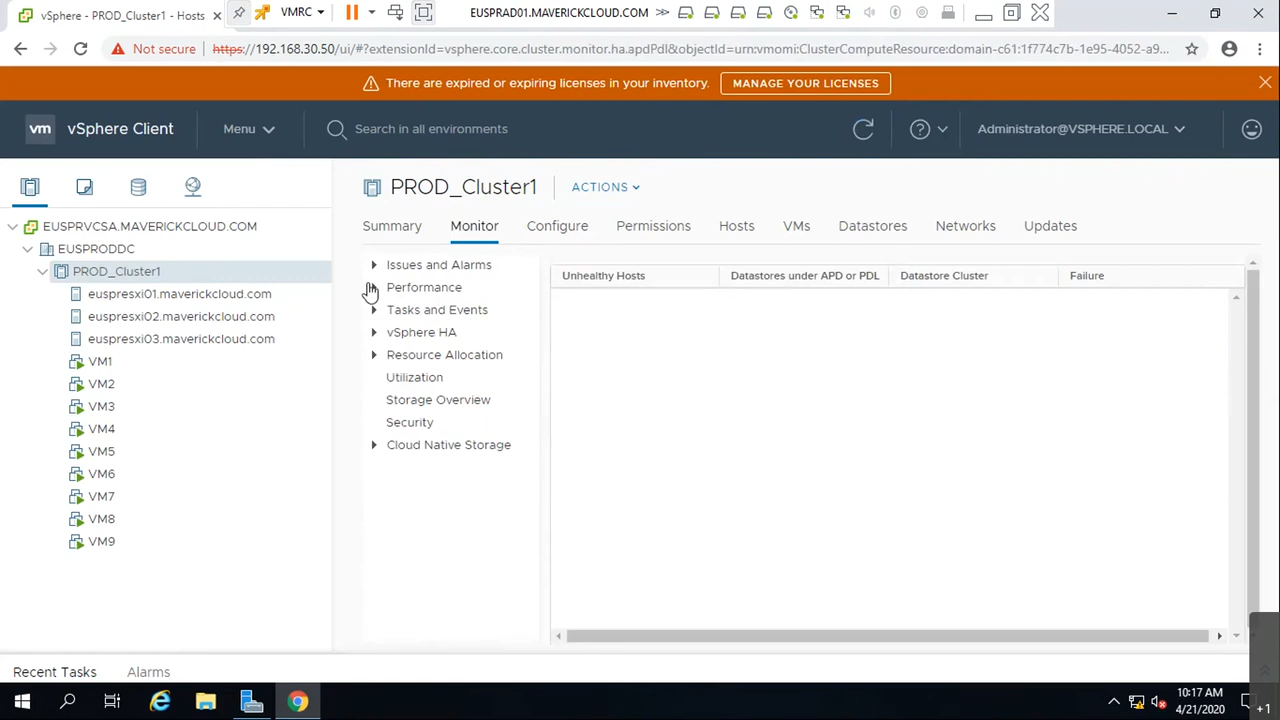 vSphere - PROD_Cluster1 - Hosts
VMRC
EUSPRAD01.MAVERICKCLOUD.COM
Not secure
https://192.168.30.50/ui/#?extensionId=vsphere.core.cluster.monitor.ha.apdPdl&objectId=urn:vmomi:ClusterComputeResource:domain-c61:1f774c7b-1e95-4052-a9...
There are expired or expiring licenses in your inventory.
MANAGE YOUR LICENSES
vm
vSphere Client
Menu
Search in all environments
Administrator@VSPHERE.LOCAL
EUSPRVCSA.MAVERICKCLOUD.COM
EUSPRODDC
PROD_Cluster1
euspresxi01.maverickcloud.com
euspresxi02.maverickcloud.com
euspresxi03.maverickcloud.com
VM1
VM2
VM3
VM4
VM5
VM6
VM7
VM8
VM9
PROD_Cluster1
ACTIONS
Summary
Monitor
Configure
Permissions
Hosts
VMs
Datastores
Networks
Updates
Issues and Alarms
Performance
Tasks and Events
vSphere HA
Resource Allocation
Utilization
Storage Overview
Security
Cloud Native Storage
Unhealthy Hosts
Datastores under APD or PDL
Datastore Cluster
Failure
Recent Tasks
Alarms
10:17 AM
4/21/2020
+1